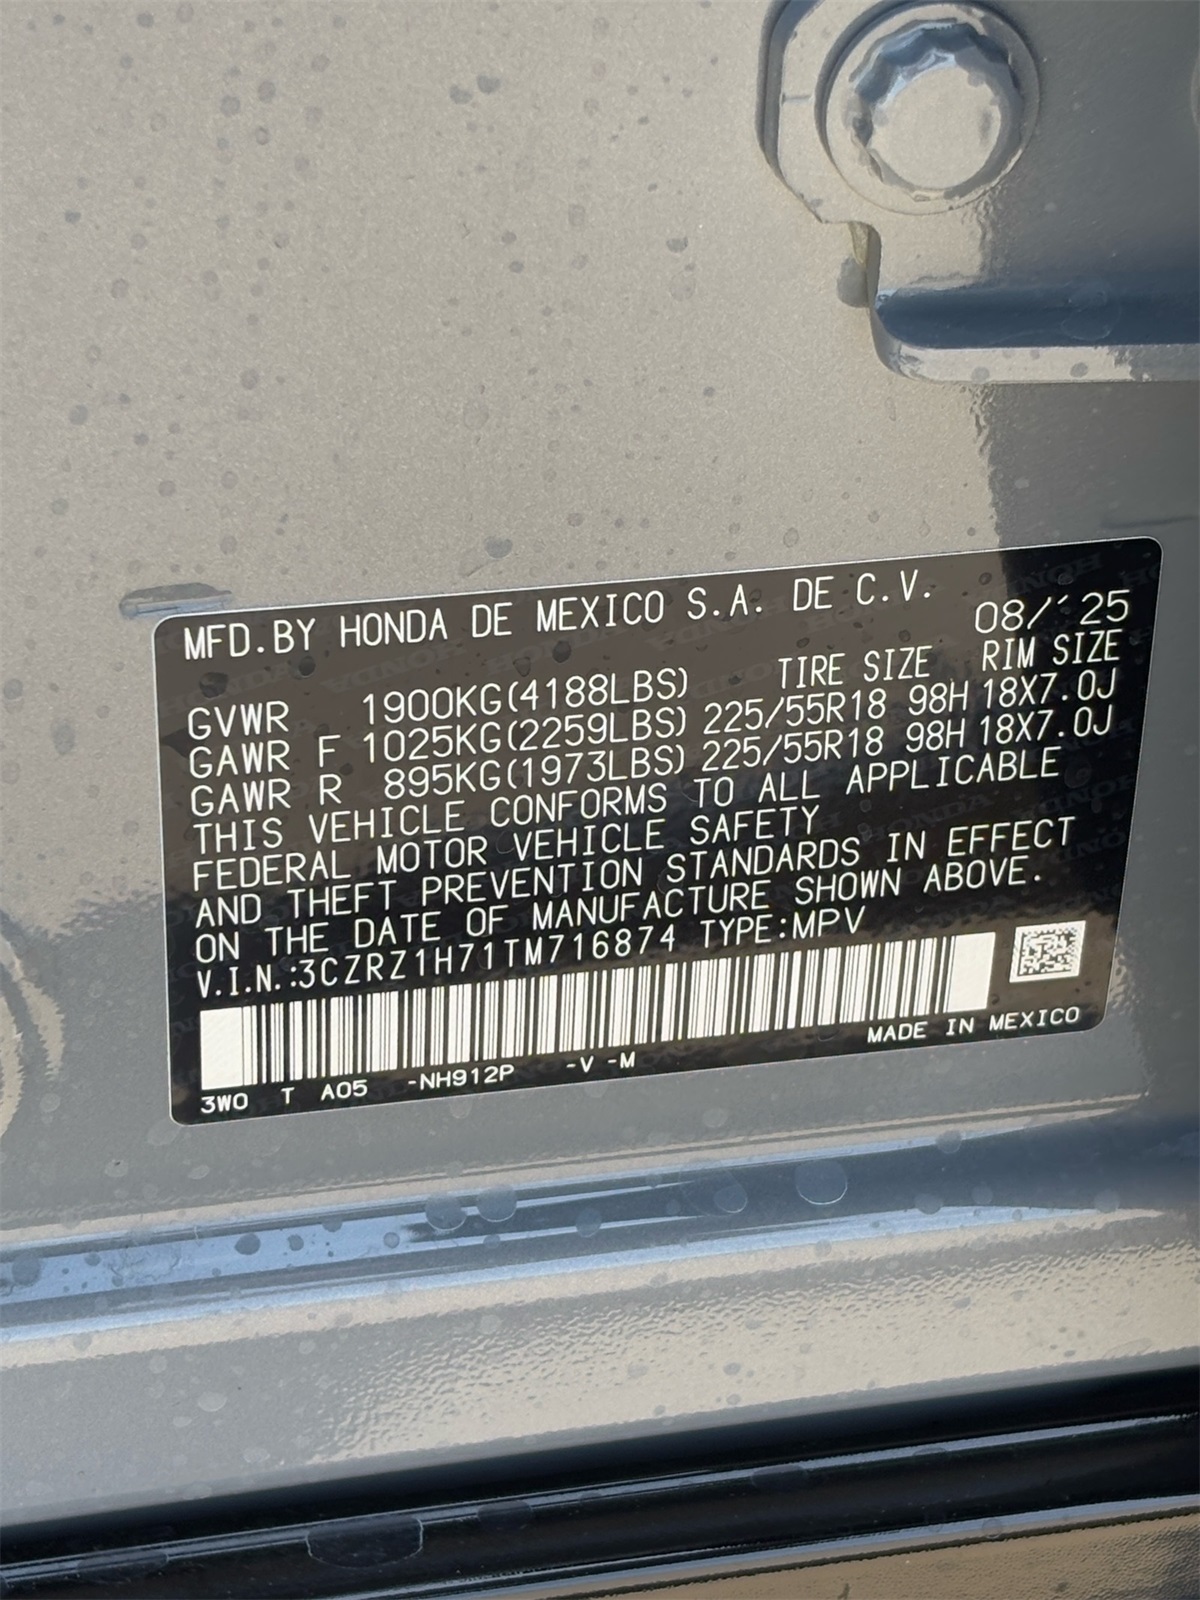 MFD.BY HONDA DE MEXICO S.A. DE C.V.
08/'25
TIRE SIZE RIM SIZE
GVWR 1900KG(4188LBS)
GAWR F 1025KG(2259LBS) 225/55R18 98H 18X7.0J
GAWR R 895KG(1973LBS) 225/55R18 98H 18X7.0J
THIS VEHICLE CONFORMS TO ALL APPLICABLE
FEDERAL MOTOR VEHICLE SAFETY
AND THEFT PREVENTION STANDARDS IN EFFECT
ON THE DATE OF MANUFACTURE SHOWN ABOVE.
V.I.N.:3CZRZ1H71TM716874 TYPE:MPV
3W0 T A05 -NH912P -V -M MADE IN MEXICO